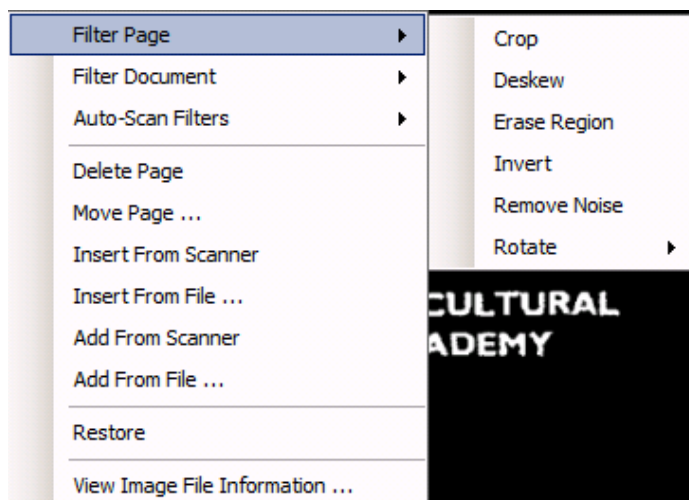 Filter Page
Filter Document
Auto-Scan Filters
Delete Page
Move Page ...
Insert From Scanner
Insert From File ...
Add From Scanner
Add From File ...
Restore
View Image File Information ...
Crop
Deskew
Erase Region
Invert
Remove Noise
Rotate
CULTURAL
ADEMY